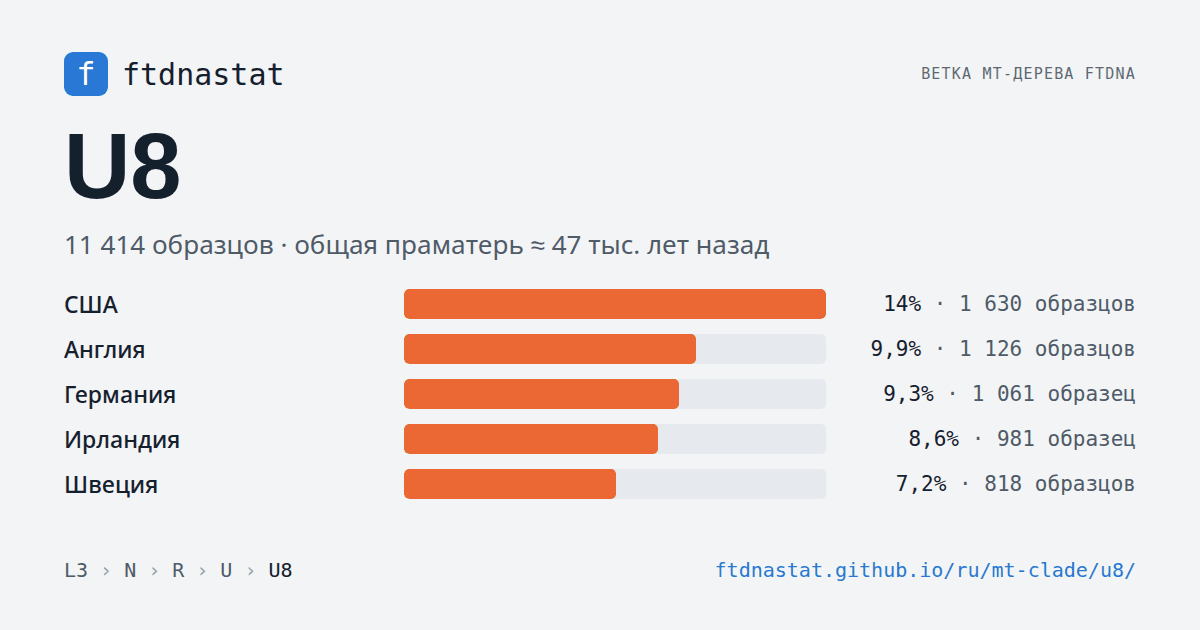 f ftdnastat
ВЕТКА МТ-ДЕРЕВА FTDNA
U8
11 414 образцов · общая праматерь ≈ 47 тыс. лет назад
США 14% · 1 630 образцов
Англия 9,9% · 1 126 образцов
Германия 9,3% · 1 061 образец
Ирландия 8,6% · 981 образец
Швеция 7,2% · 818 образцов
L3 › N › R › U › U8
ftdnastat.github.io/ru/mt-clade/u8/